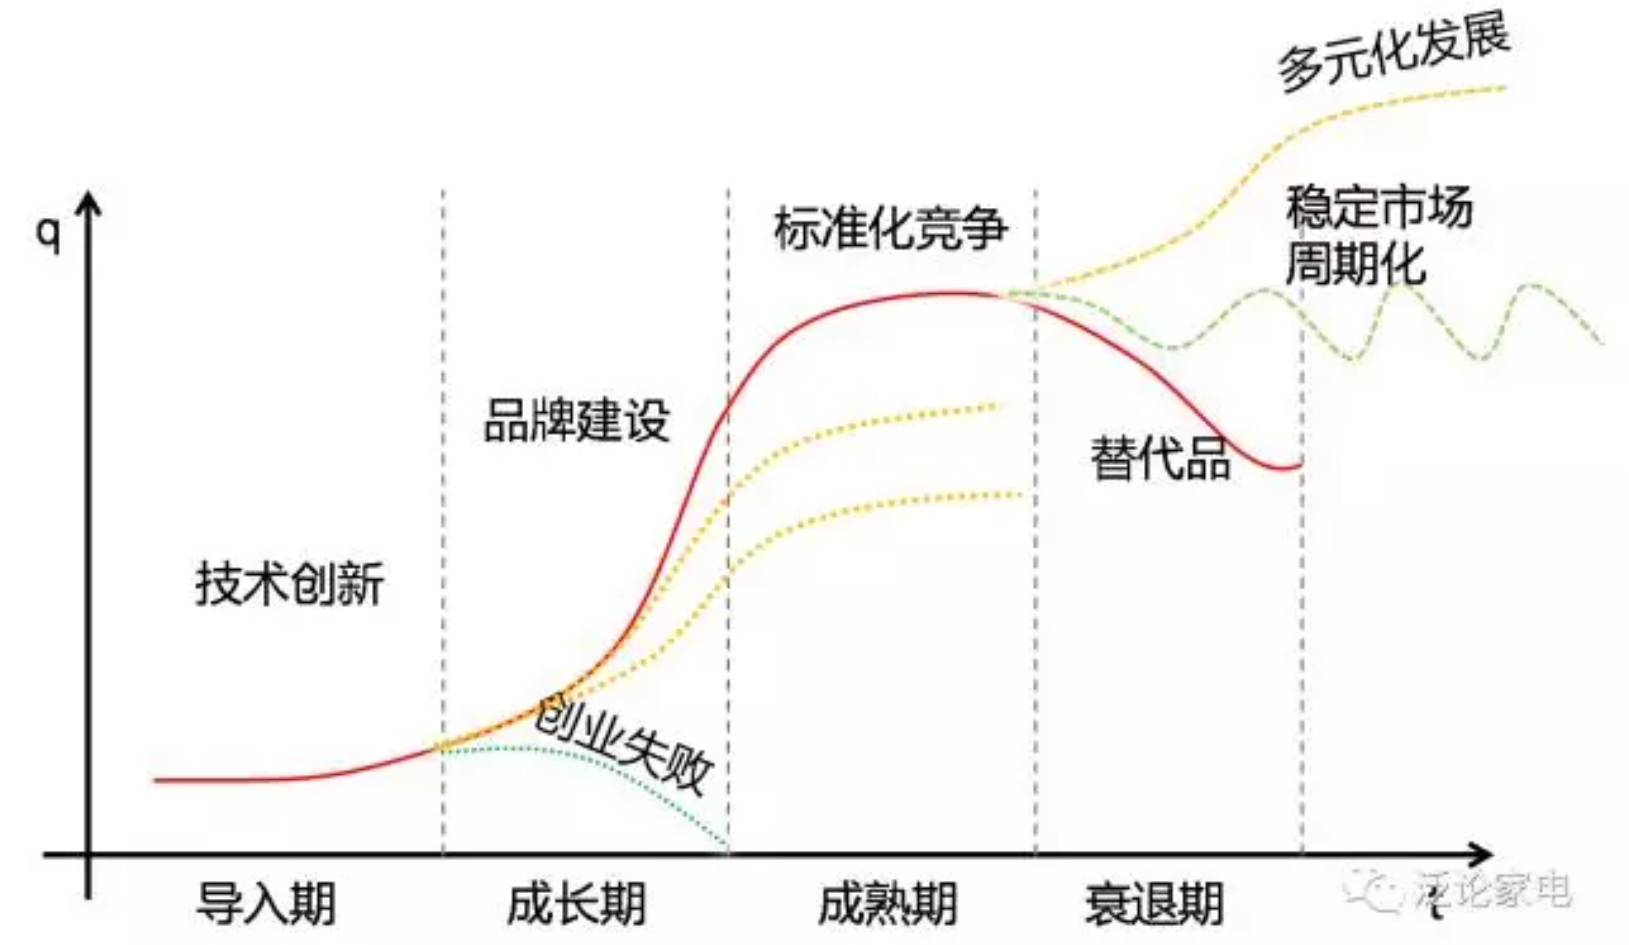 多元化发展
q
稳定市场
周期化
标准化竞争
品牌建设
替代品
技术创新
创业失败
导入期
成长期
成熟期
衰退期
t
泛论家电